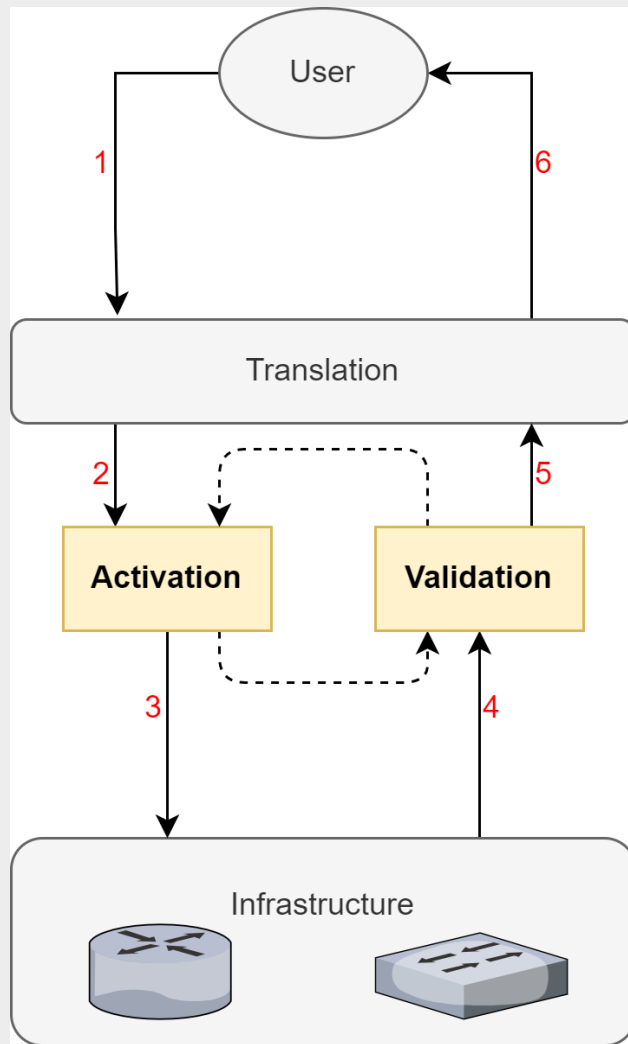 User
1
6
Translation
2
5
Activation
Validation
3
4
Infrastructure